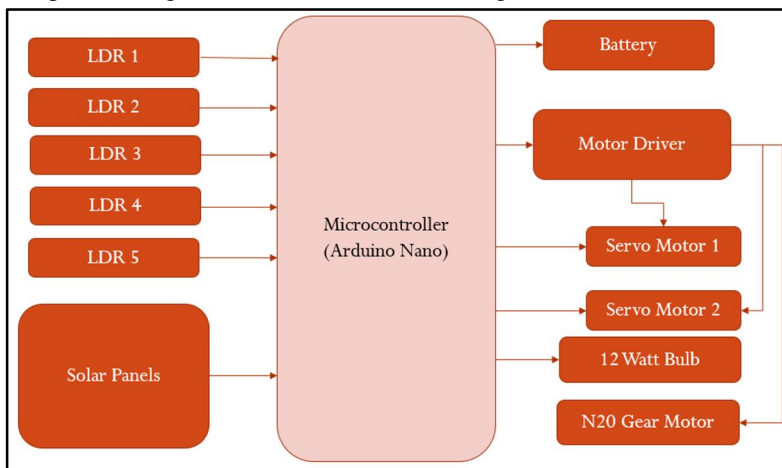 LDR 1
LDR 2
LDR 3
LDR 4
LDR 5
Solar Panels
Microcontroller
(Arduino Nano)
Battery
Motor Driver
Servo Motor 1
Servo Motor 2
12 Watt Bulb
N20 Gear Motor